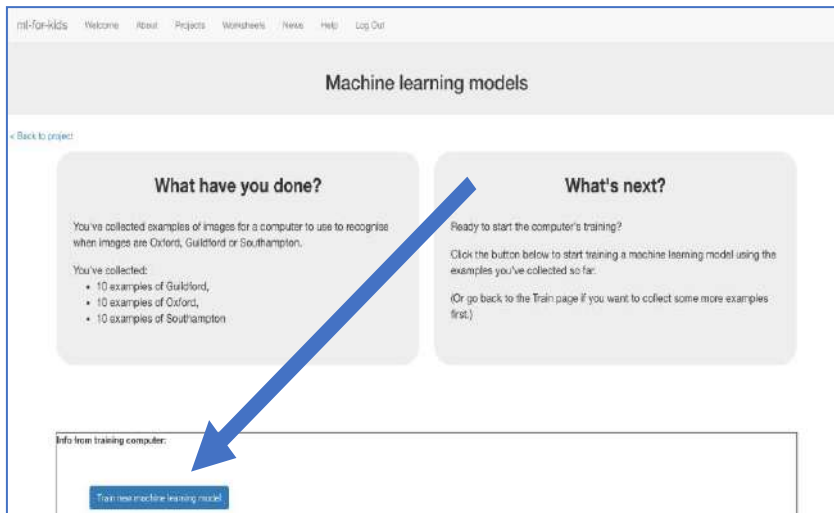 ml-for-kids Welcome About Projects Worksheets News Help Log Out
Machine learning models
< Back to project
What have you done?
You've collected examples of images for a computer to use to recognise
when images are Oxford, Guildford or Southampton.
You've collected:
• 10 examples of Guildford,
• 10 examples of Oxford,
• 10 examples of Southampton
What's next?
Ready to start the computer's training?
Click the button below to start training a machine learning model using the
examples you've collected so far.
(Or go back to the Train page if you want to collect some more examples
first.)
Info from training computer:
Train new machine learning model